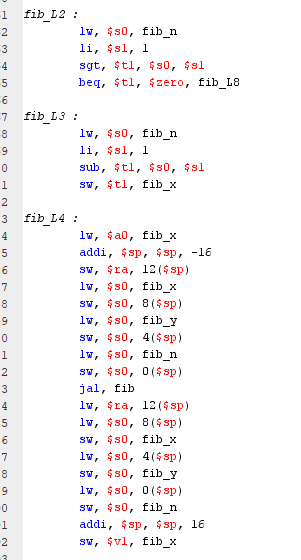 1 fib_L2 :
2 lw, $s0, fib_n
3 li, $s1, 1
4 sgt, $t1, $s0, $s1
5 beq, $t1, $zero, fib_L8
6
7 fib_L3 :
8 lw, $s0, fib_n
9 li, $s1, 1
0 sub, $t1, $s0, $s1
1 sw, $t1, fib_x
2
3 fib_L4 :
4 lw, $a0, fib_x
5 addi, $sp, $sp, -16
6 sw, $ra, 12($sp)
7 lw, $s0, fib_x
8 sw, $s0, 8($sp)
9 lw, $s0, fib_y
0 sw, $s0, 4($sp)
1 lw, $s0, fib_n
2 sw, $s0, 0($sp)
3 jal, fib
4 lw, $ra, 12($sp)
5 lw, $s0, 8($sp)
6 sw, $s0, fib_x
7 lw, $s0, 4($sp)
8 sw, $s0, fib_y
9 lw, $s0, 0($sp)
0 sw, $s0, fib_n
1 addi, $sp, $sp, 16
2 sw, $v1, fib_x